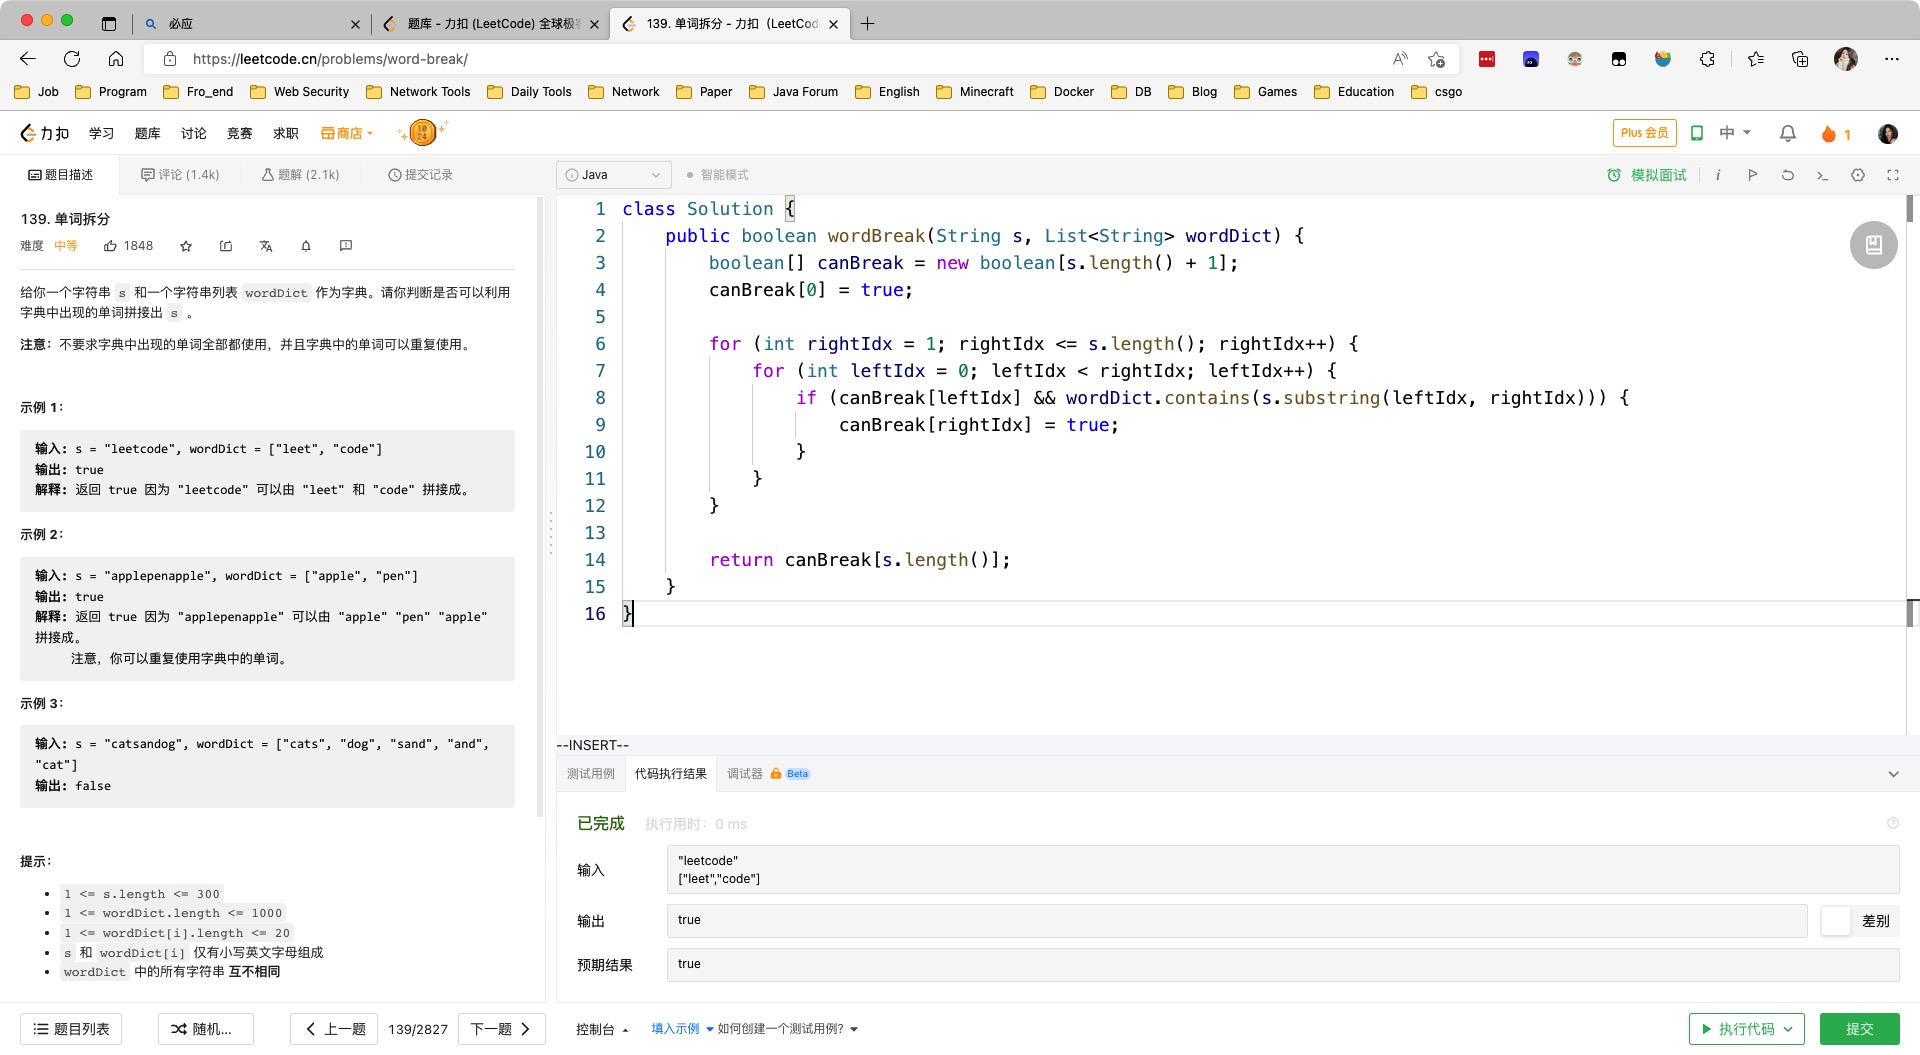 必应
题库 - 力扣 (LeetCode) 全球极
139. 单词拆分 - 力扣（LeetCod
https://leetcode.cn/problems/word-break/
Job
Program
Fro_end
Web Security
Network Tools
Daily Tools
Network
Paper
Java Forum
English
Minecraft
Docker
DB
Blog
Games
Education
csgo
力扣 学习 题库 讨论 竞赛 求职 商店
Plus 会员 中 1
题目描述 评论 (1.4k) 题解 (2.1k) 提交记录
Java 智能模式 模拟面试
139. 单词拆分
难度 中等 1848
给你一个字符串 s 和一个字符串列表 wordDict 作为字典。请你判断是否可以利用
字典中出现的单词拼接出 s 。
注意：不要求字典中出现的单词全部都使用，并且字典中的单词可以重复使用。
示例 1：
输入: s = "leetcode", wordDict = ["leet", "code"]
输出: true
解释: 返回 true 因为 "leetcode" 可以由 "leet" 和 "code" 拼接成。
示例 2：
输入: s = "applepenapple", wordDict = ["apple", "pen"]
输出: true
解释: 返回 true 因为 "applepenapple" 可以由 "apple" "pen" "apple"
拼接成。
注意，你可以重复使用字典中的单词。
示例 3：
输入: s = "catsandog", wordDict = ["cats", "dog", "sand", "and",
"cat"]
输出: false
提示：
1 <= s.length <= 300
1 <= wordDict.length <= 1000
1 <= wordDict[i].length <= 20
s 和 wordDict[i] 仅有小写英文字母组成
wordDict 中的所有字符串 互不相同
1 class Solution {
2 public boolean wordBreak(String s, List<String> wordDict) {
3 boolean[] canBreak = new boolean[s.length() + 1];
4 canBreak[0] = true;
5
6 for (int rightIdx = 1; rightIdx <= s.length(); rightIdx++) {
7 for (int leftIdx = 0; leftIdx < rightIdx; leftIdx++) {
8 if (canBreak[leftIdx] && wordDict.contains(s.substring(leftIdx, rightIdx))) {
9 canBreak[rightIdx] = true;
10 }
11 }
12 }
13
14 return canBreak[s.length()];
15 }
16 }
--INSERT--
测试用例 代码执行结果 调试器 Beta
已完成 执行用时：0 ms
输入
"leetcode"
["leet","code"]
输出 true 差别
预期结果 true
题目列表 随机... 上一题 139/2827 下一题
控制台 填入示例 如何创建一个测试用例? 执行代码 提交